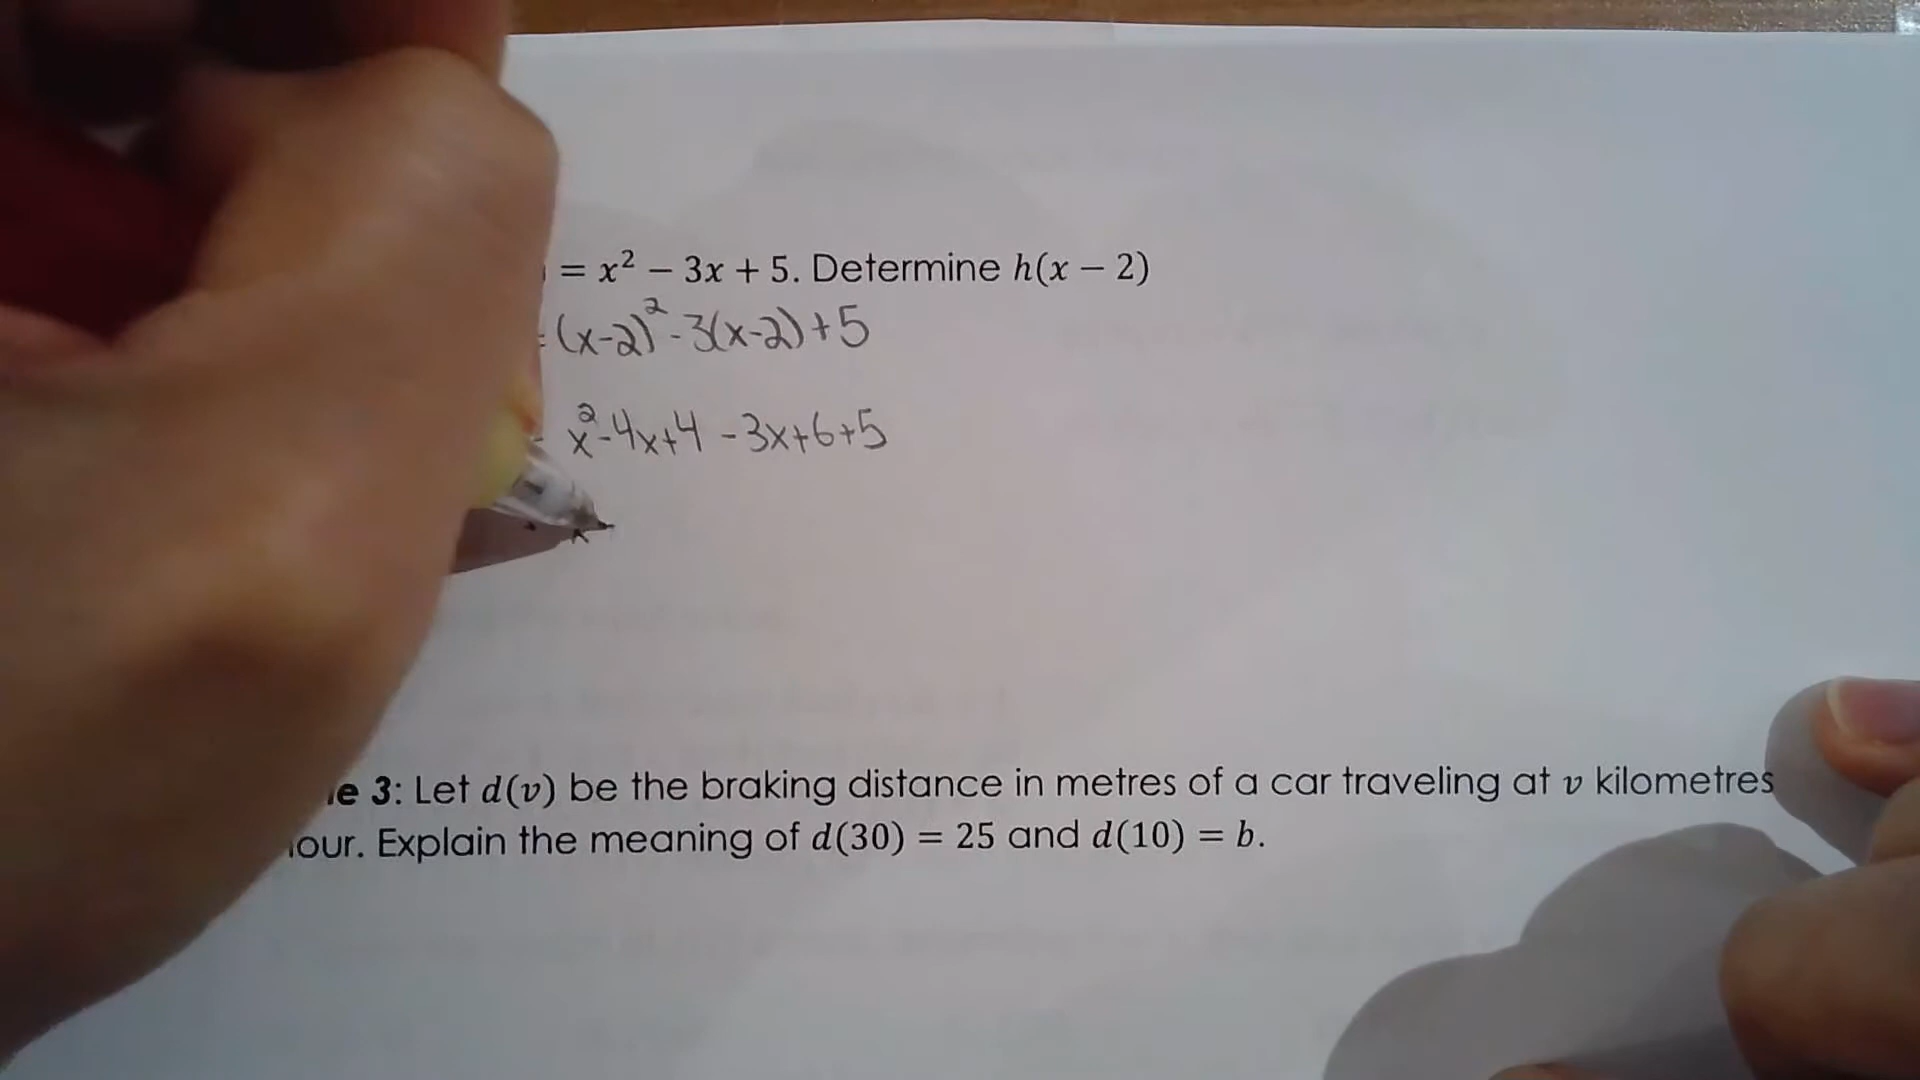 = x² − 3x + 5. Determine h(x − 2)
= (x-2)² - 3(x-2) + 5
x² - 4x + 4 - 3x + 6 + 5
x
3: Let d(v) be the braking distance in metres of a car traveling at v kilometres
Explain the meaning of d(30) = 25 and d(10) = b.